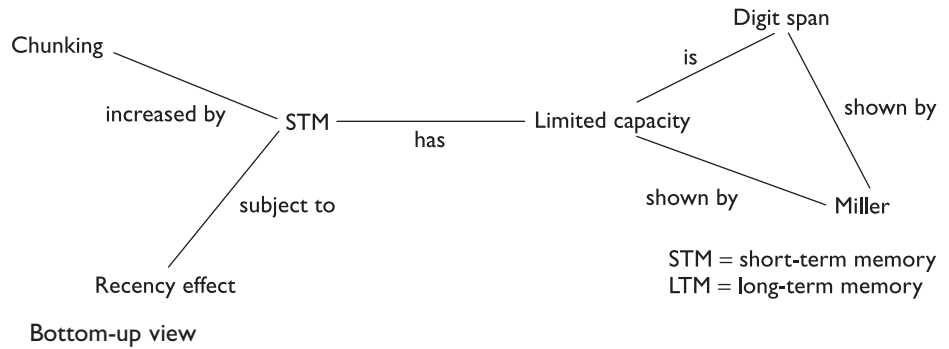 Digit span
Chunking
is
increased by
shown by
STM
has
Limited capacity
subject to
shown by
Miller
STM = short-term memory
Recency effect
LTM = long-term memory
Bottom-up view